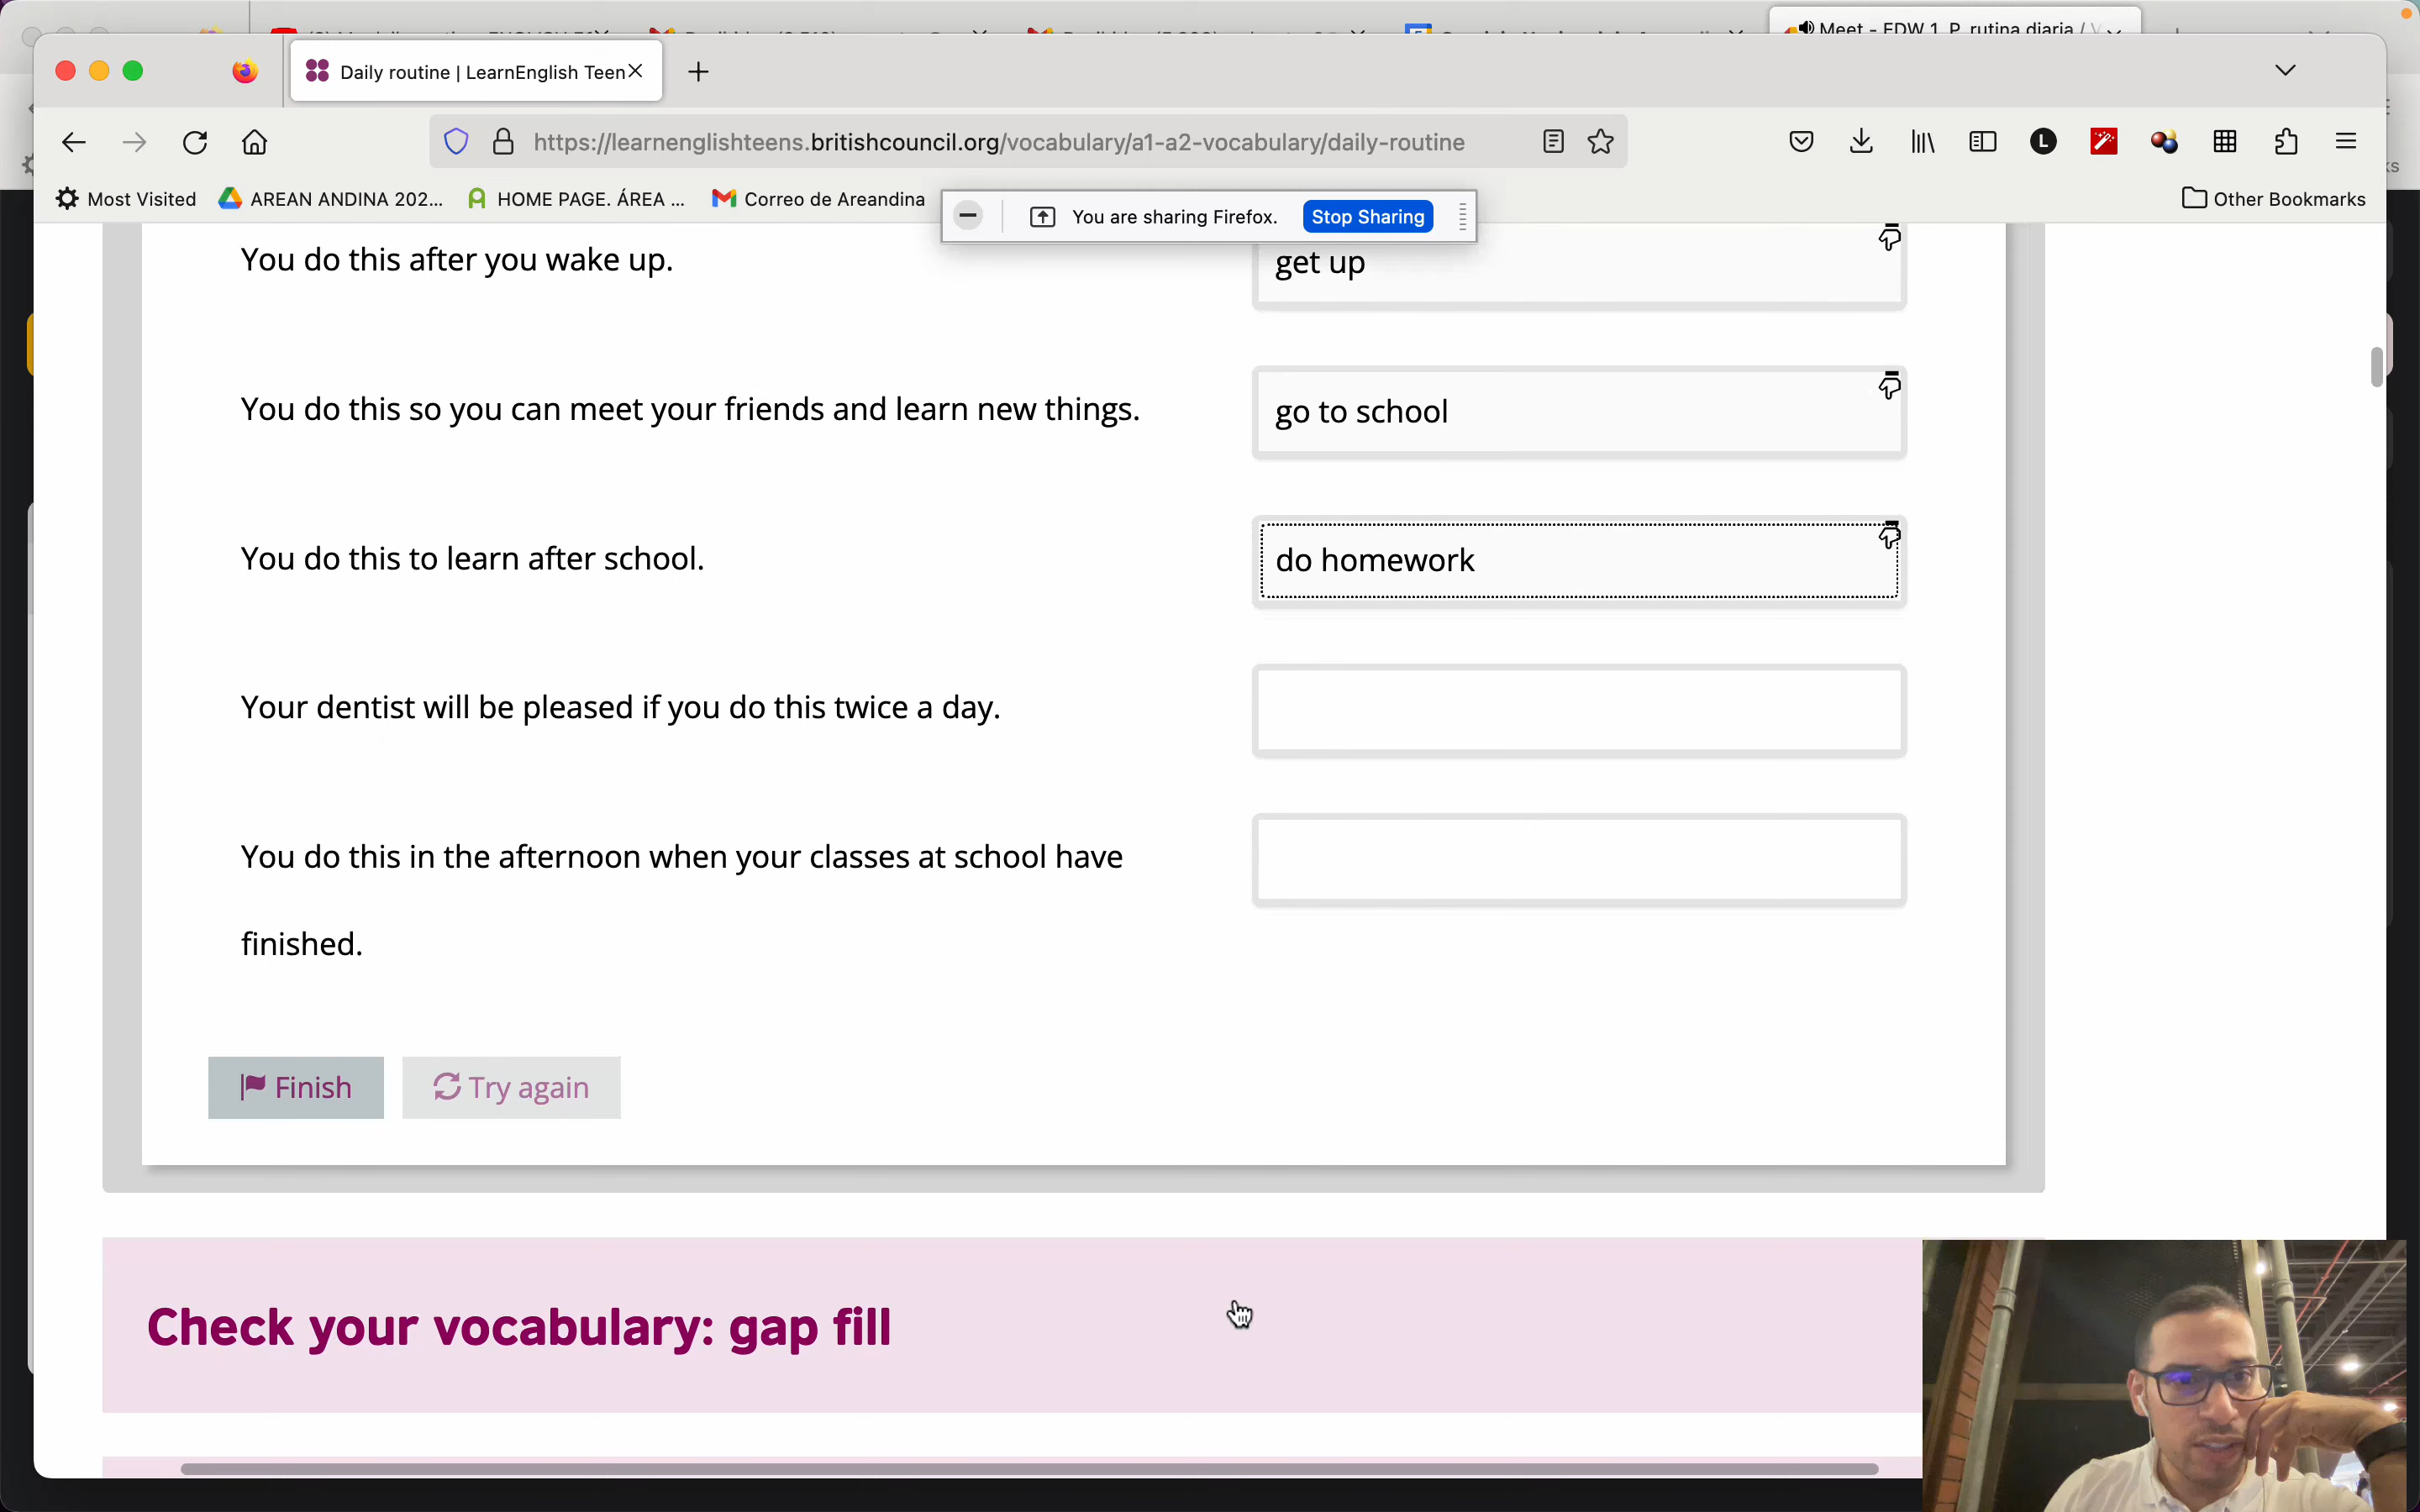 Meet - EDW 1. P. rutina diaria /
Daily routine | LearnEnglish Teen
https://learnenglishteens.britishcouncil.org/vocabulary/a1-a2-vocabulary/daily-routine
L
Most Visited
AREAN ANDINA 202...
HOME PAGE. ÁREA ...
Correo de Areandina
Other Bookmarks
You are sharing Firefox.
Stop Sharing
You do this after you wake up.
get up
You do this so you can meet your friends and learn new things.
go to school
You do this to learn after school.
do homework
Your dentist will be pleased if you do this twice a day.
You do this in the afternoon when your classes at school have
finished.
Finish
Try again
Check your vocabulary: gap fill